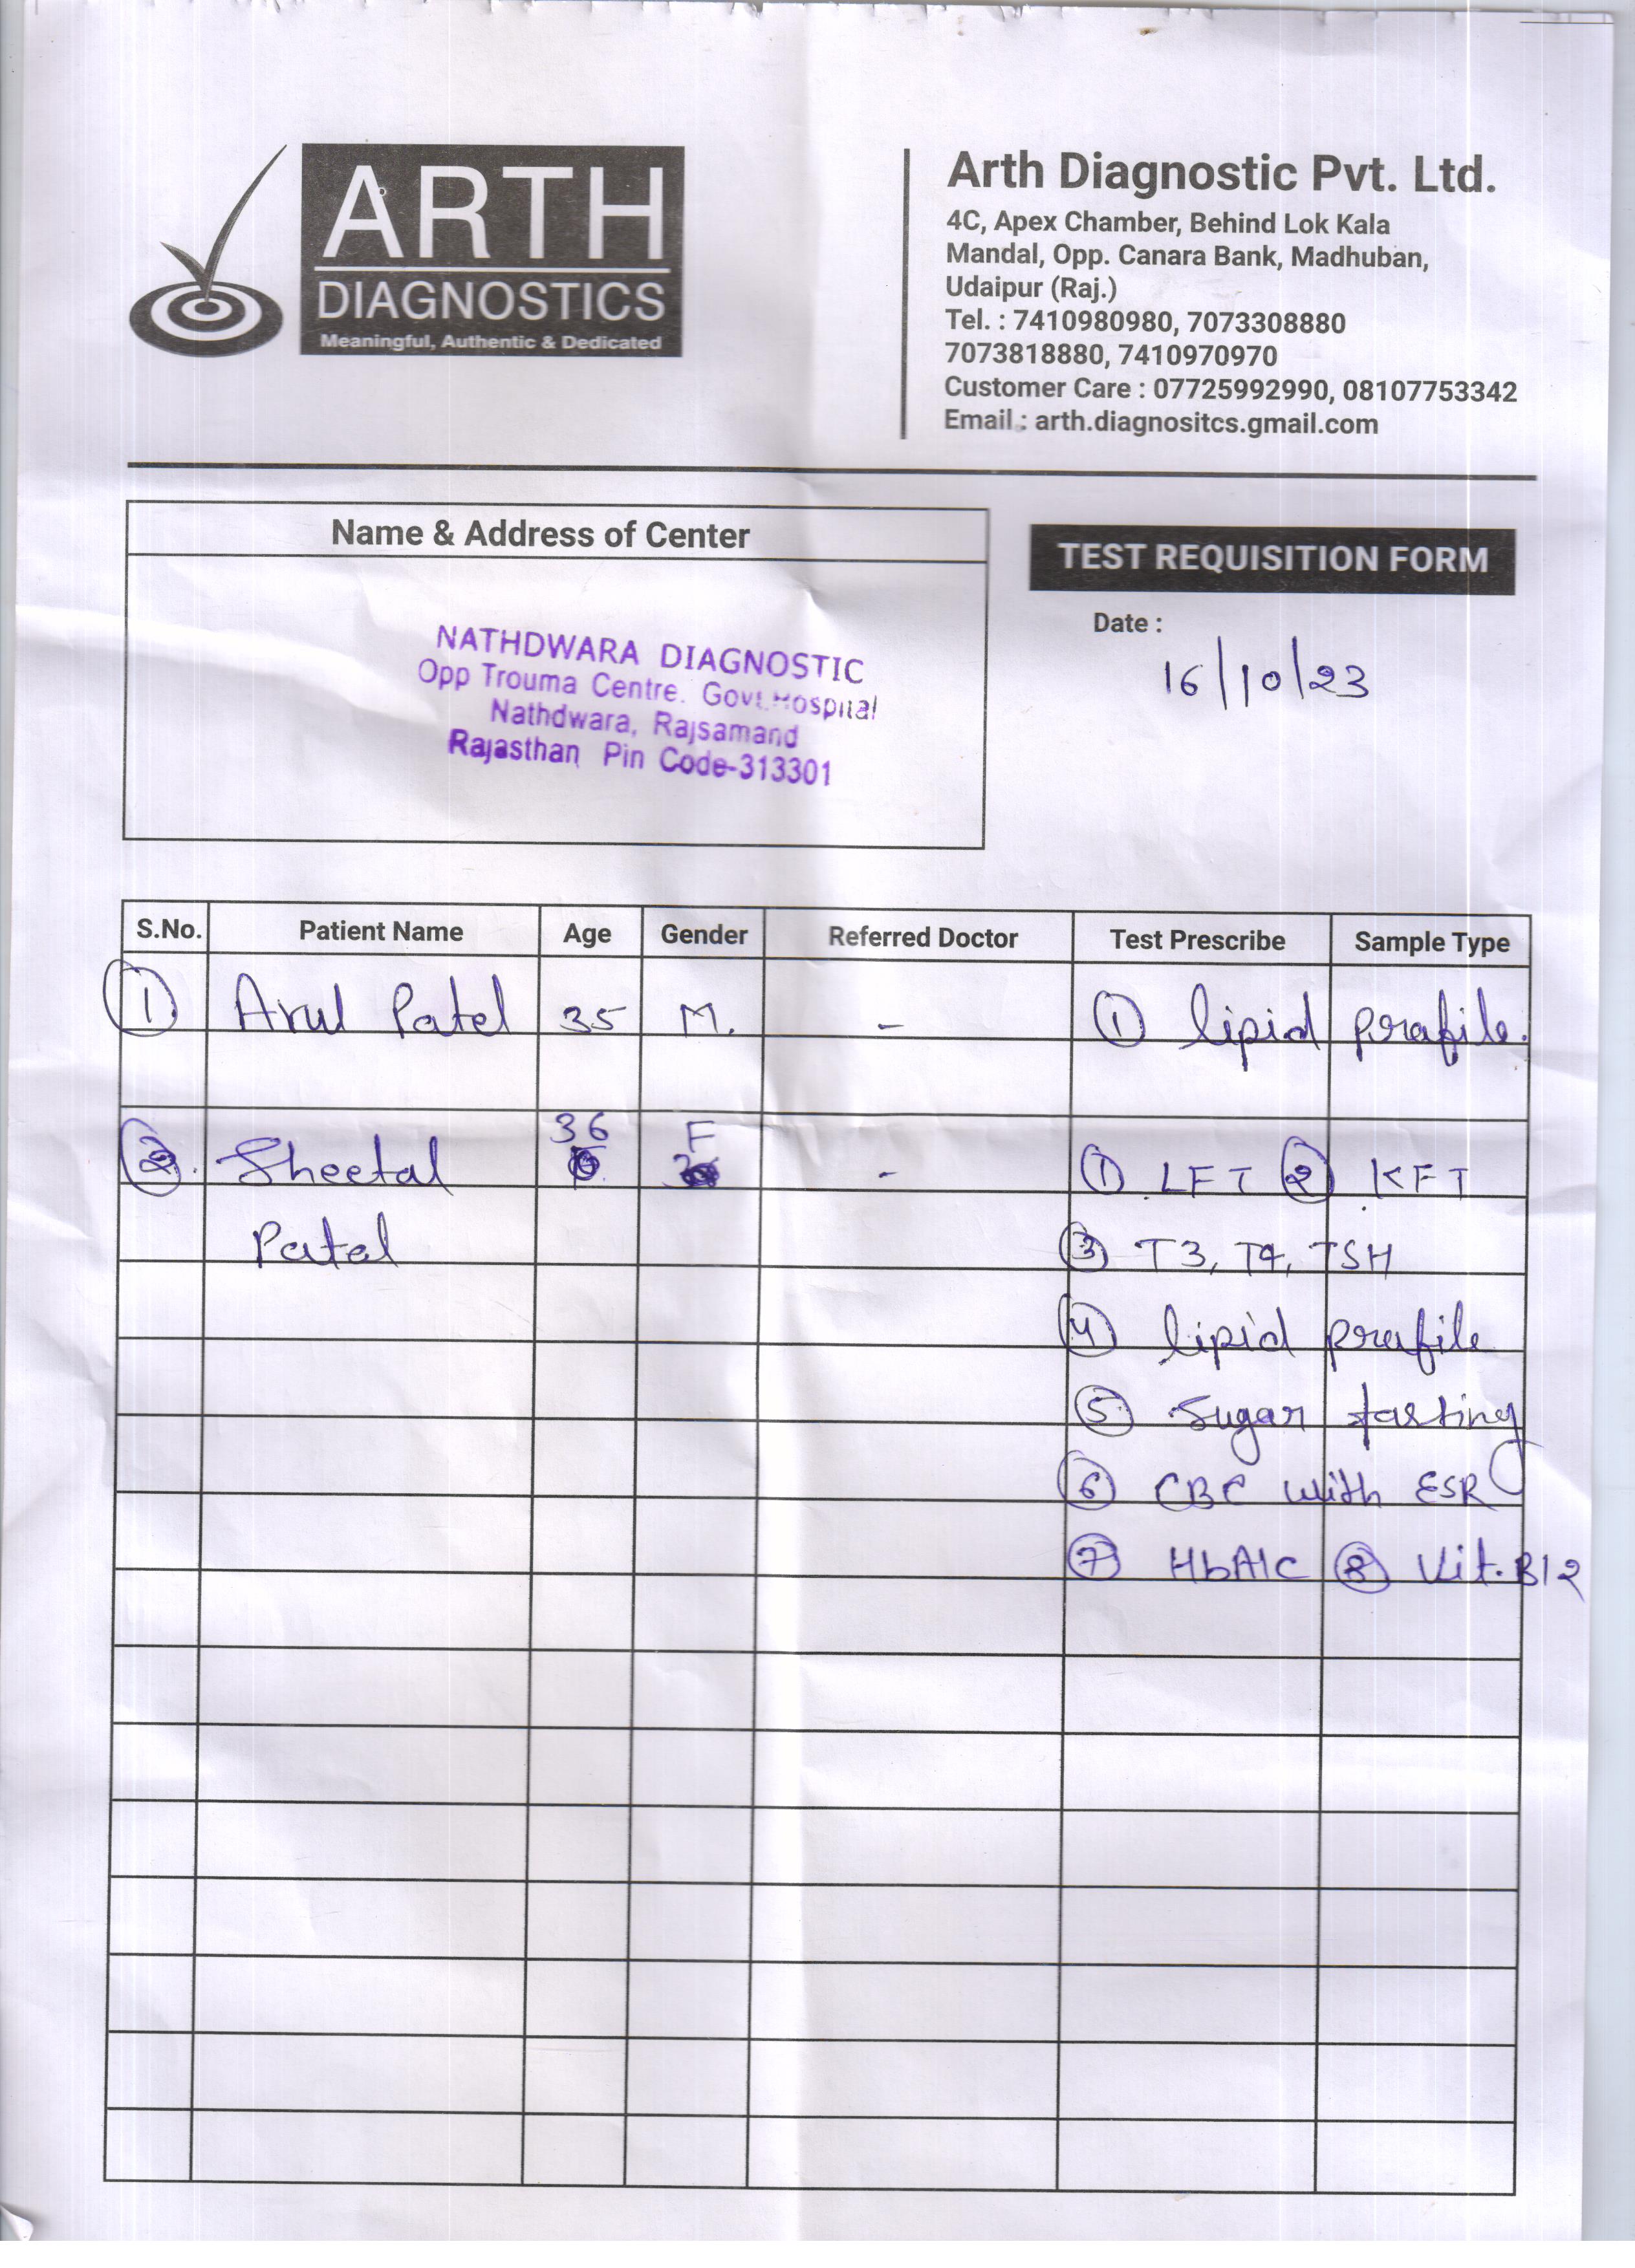 ARTH
DIAGNOSTICS
Meaningful, Authentic & Dedicated
Arth Diagnostic Pvt. Ltd.
4C, Apex Chamber, Behind Lok Kala
Mandal, Opp. Canara Bank, Madhuban,
Udaipur (Raj.)
Tel. : 7410980980, 7073308880
7073818880, 7410970970
Customer Care : 07725992990, 08107753342
Email : arth.diagnositcs.gmail.com
Name & Address of Center
NATHDWARA DIAGNOSTIC
Opp Trouma Centre. Govt.Hospital
Nathdwara, Rajsamand
Rajasthan Pin Code-313301
TEST REQUISITION FORM
Date :
16/10/23
S.No. Patient Name Age Gender Referred Doctor Test Prescribe Sample Type
1 Arul Patel 35 M. - 1 lipid profile.
2. Sheetal 36 F - 1 LFT 2 KFT
Patel 3 T3, T4, TSH
4 lipid profile
5 Sugar fasting
6 CBC with ESR
7 HbA1C 8 Vit. B12